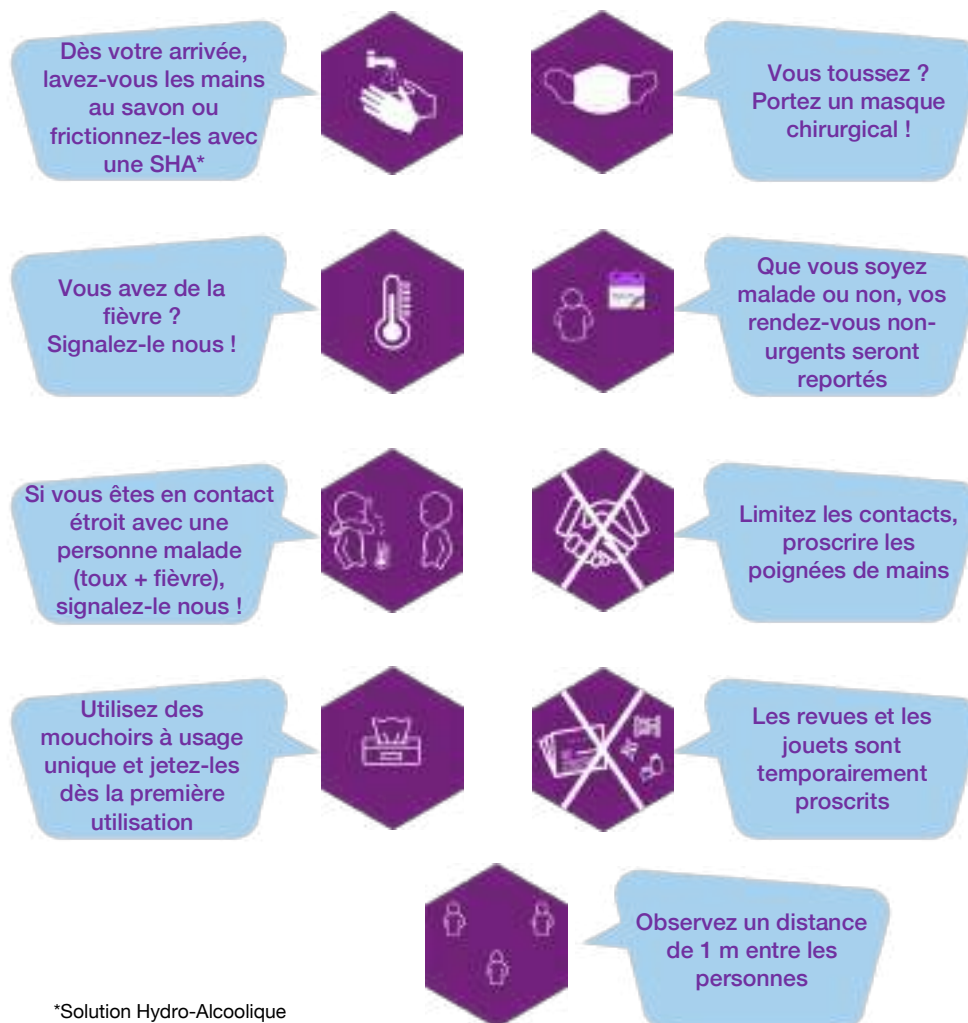 Dès votre arrivée,
lavez-vous les mains
au savon ou
frictionnez-les avec
une SHA*
Vous toussez ?
Portez un masque
chirurgical !
Vous avez de la
fièvre ?
Signalez-le nous !
Que vous soyez
malade ou non, vos
rendez-vous non-
urgents seront
reportés
Si vous êtes en contact
étroit avec une
personne malade
(toux + fièvre),
signalez-le nous !
Limitez les contacts,
proscrire les
poignées de mains
Utilisez des
mouchoirs à usage
unique et jetez-les
dès la première
utilisation
Les revues et les
jouets sont
temporairement
proscrits
Observez un distance
de 1 m entre les
personnes
*Solution Hydro-Alcoolique